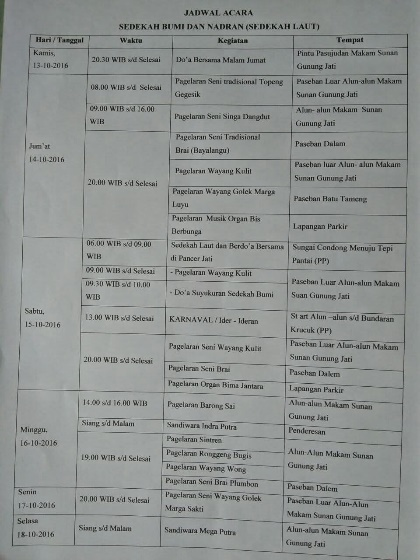 JADWAL ACARA
SEDEKAH BUMI DAN NADRAN (SEDEKAH LAUT)
Hari / Tanggal Waktu Kegiatan Tempat
Kamis,
13-10-2016
20.30 WIB s/d Selesai
Do'a Bersama Malam Jumat
Pintu Pasujudan Makam Sunan
Gunung Jati
Jum'at
14-10-2016
08.00 WIB s/d Selesai
Pagelaran Seni tradisional Topeng
Gegesik
Paseban Luar Alun-alun Makam
Sunan Gunung Jati
09.00 WIB s/d 16.00
WIB
Pagelaran Seni Singa Dangdut
Alun- alun Makam Sunan
Gunung Jati
20.00 WIB s/d Selesai
Pagelaran Seni Tradisional
Brai (Bayalangu)
Paseban Dalam
Pagelaran Wayang Kulit
Paseban luar Alun- alun Makam
Sunan Gunung Jati
Pagelaran Wayang Golek Marga
Luyu
Paseban Batu Tameng
Pagelaran Musik Organ Bis
Berbunga
Lapangan Parkir
Sabtu,
15-10-2016
06.00 WIB s/d 09.00
WIB
Sedekah Laut dan Berdo'a Bersama
di Pancer Jati
Sungai Condong Menuju Tepi
Pantai (PP)
09.00 WIB s/d Selesai
- Pagelaran Wayang Kulit
09.30 WIB s/d 10.00
WIB
- Do'a Suyokuran Sedekah Bumi
Paseban Luar Alun-alun Makam
Suan Gunung Jati
13.00 WIB s/d Selesai
KARNAVAL / Ider - Ideran
St art Alun –alun s/d Bundaran
Krucuk (PP)
20.00 WIB s/d Selesai
Pagelaran Seni Wayang Kulit
Paseban Luar Alun-alun Makam
Sunan Gunung Jati
Pagelaran Seni Brai
Paseban Dalem
Pagelaran Organ Bima Jantara
Lapangan Parkir
Minggu,
16-10-2016
14.00 s/d 16.00 WIB
Pagelaran Barong Sai
Alun-alun Makam Sunan
Gunung Jati
Siang s/d Malam
Sandiwara Indra Putra
Penderesan
19.00 WIB s/d Selesai
Pagelaran Sintren
Pagelaran Ronggeng Bugis
Pagelaran Wayang Wong
Alun-Alun Makam Sunan
Gunung Jati
Pagelaran Seni Brai Plumbon
Paseban Dalem
Senin
17-10-2016
20.00 WIB s/d Selesai
Pagelaran Seni Wayang Golek
Marga Sakti
Paseban Luar Alun-Alun
Makam Sunan Gunung Jati
Selasa
18-10-2016
Siang s/d Malam
Sandiwara Mega Putra
Alun-alun Makam Sunan
Gunung Jati